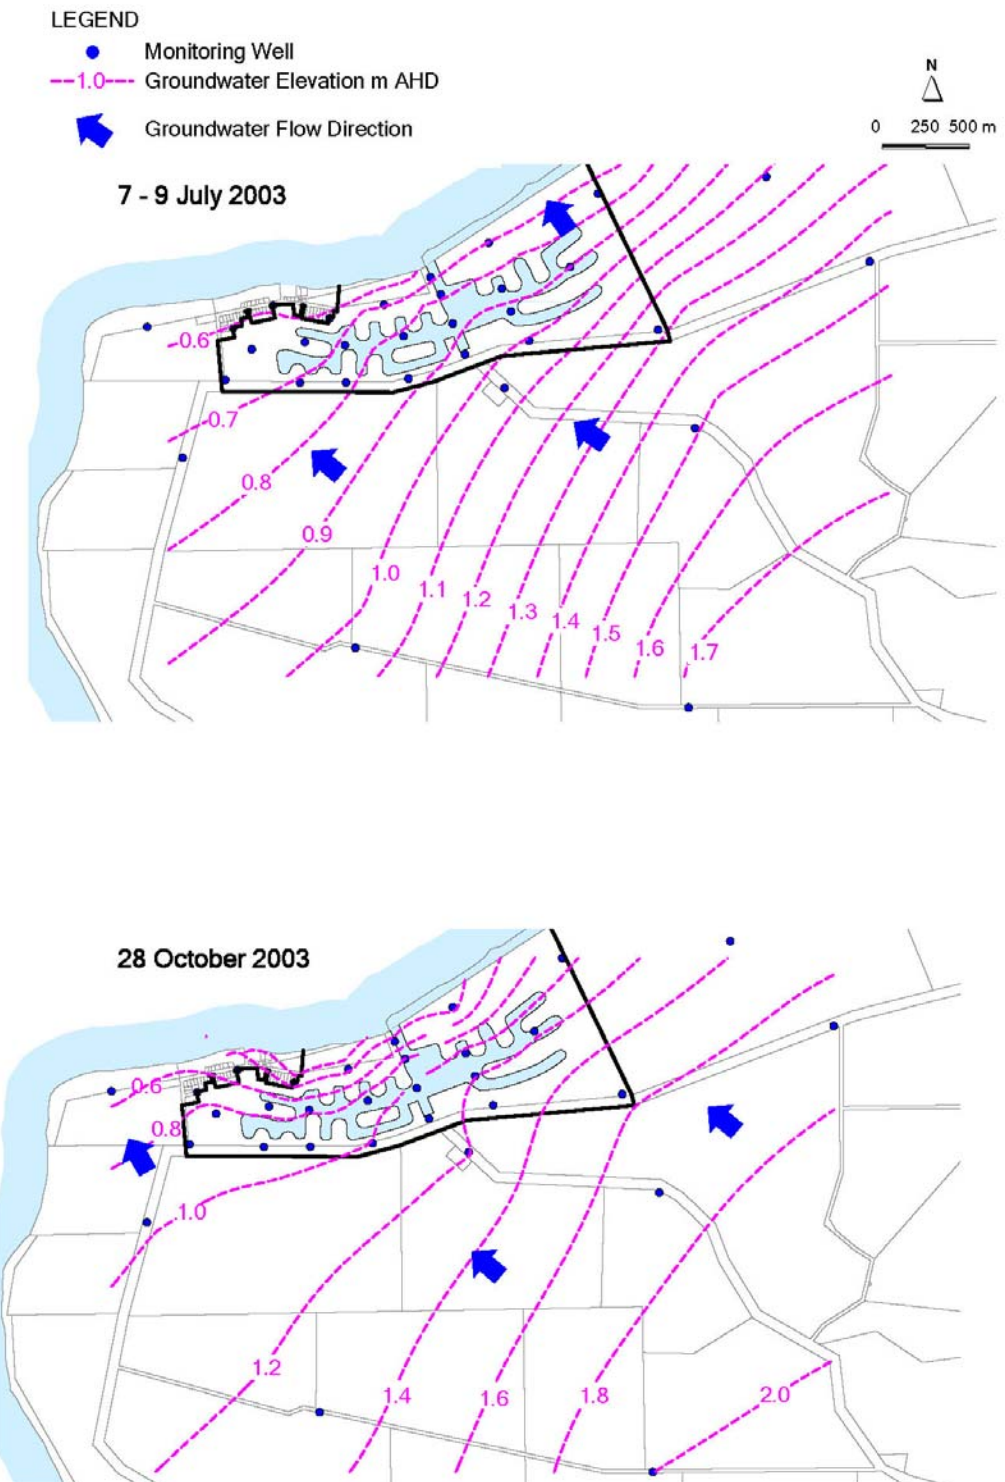 LEGEND
Monitoring Well
1.0 Groundwater Elevation m AHD
Groundwater Flow Direction
N
0 250 500 m
7 - 9 July 2003
0.6
0.7
0.8
0.9
1.0
1.1
1.2
1.3
1.4
1.5
1.6
1.7
28 October 2003
0.6
0.8
1.0
1.2
1.4
1.6
1.8
2.0